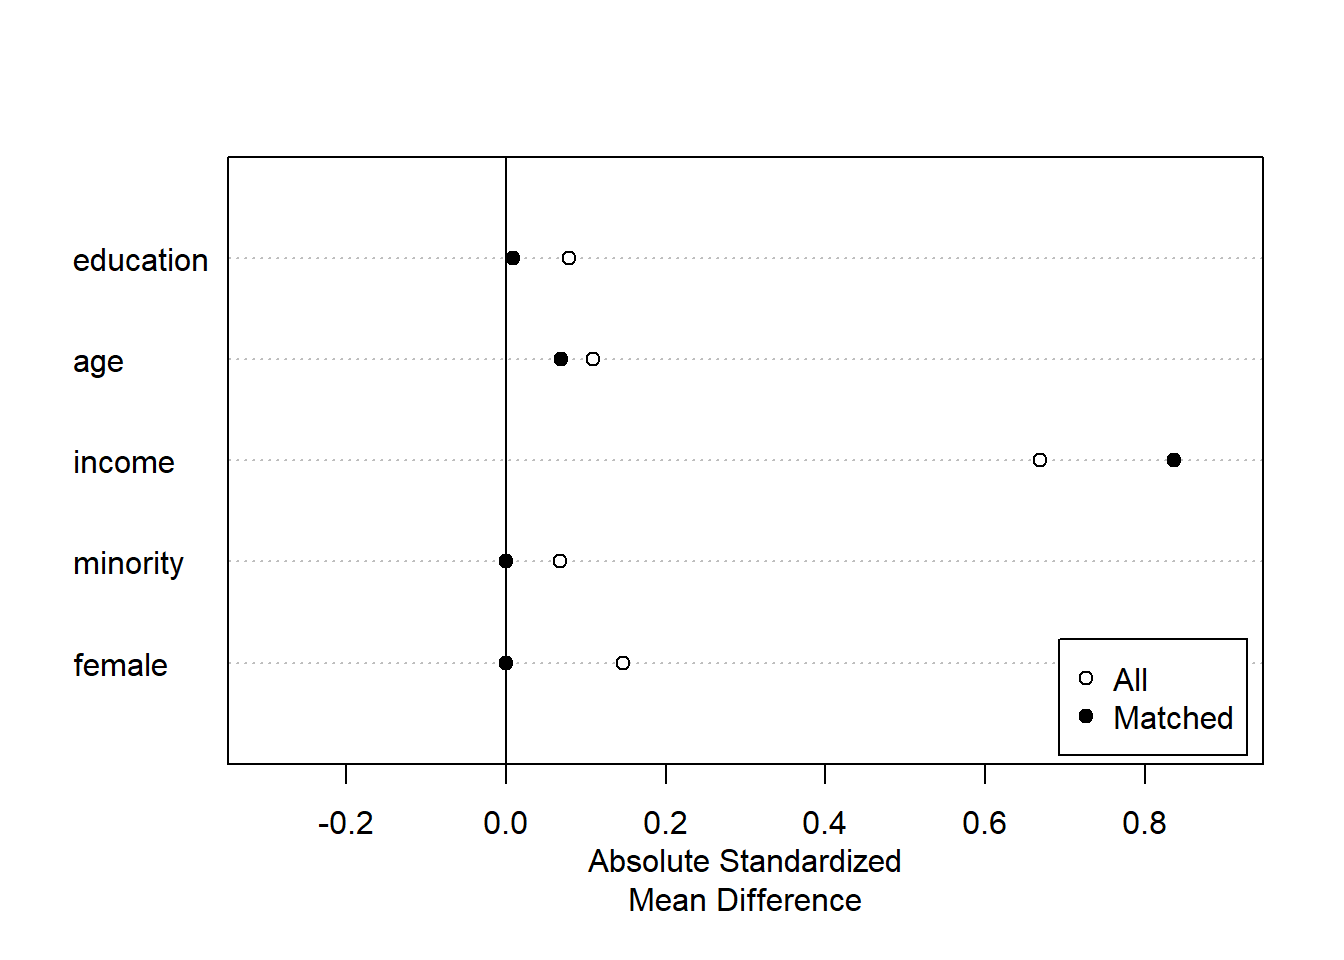 education
age
income
minority
female
All
Matched
-0.2 0.0 0.2 0.4 0.6 0.8
Absolute Standardized
Mean Difference